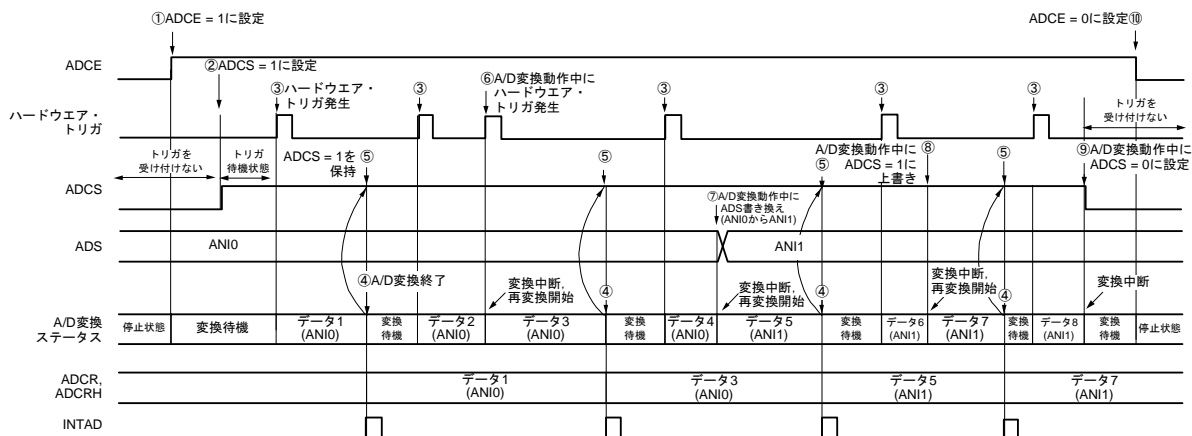 ①ADCE = 1に設定
ADCE = 0に設定⑩
ADCE
②ADCS = 1に設定
③ハードウエア・
トリガ発生
③
⑥A/D変換動作中に
ハードウエア・
トリガ発生
③
③
③
ハードウエア・
トリガ
トリガを
受け付けない
トリガを
受け付けない
トリガ
待機状態
ADCS = 1を
保持
⑤
⑤
A/D変換動作中に
ADCS = 1に
上書き
⑤
⑧
⑤
⑨A/D変換動作中に
ADCS = 0に設定
ADCS
⑦A/D変換動作中に
ADS書き換え
(ANI0からANI1)
ADS
ANI0
ANI1
④A/D変換終了
変換中断,
再変換開始
④
変換中断,
再変換開始
④
変換中断,
再変換開始
④
変換中断
A/D変換
ステータス
停止状態
変換待機
データ1
(ANI0)
変換
待機
データ2
(ANI0)
データ3
(ANI0)
変換
待機
データ4
(ANI0)
データ5
(ANI1)
変換
待機
データ6
(ANI1)
データ7
(ANI1)
変換
待機
データ8
(ANI1)
変換
待機
停止状態
ADCR,
ADCRH
データ1
(ANI0)
データ3
(ANI0)
データ5
(ANI1)
データ7
(ANI1)
INTAD